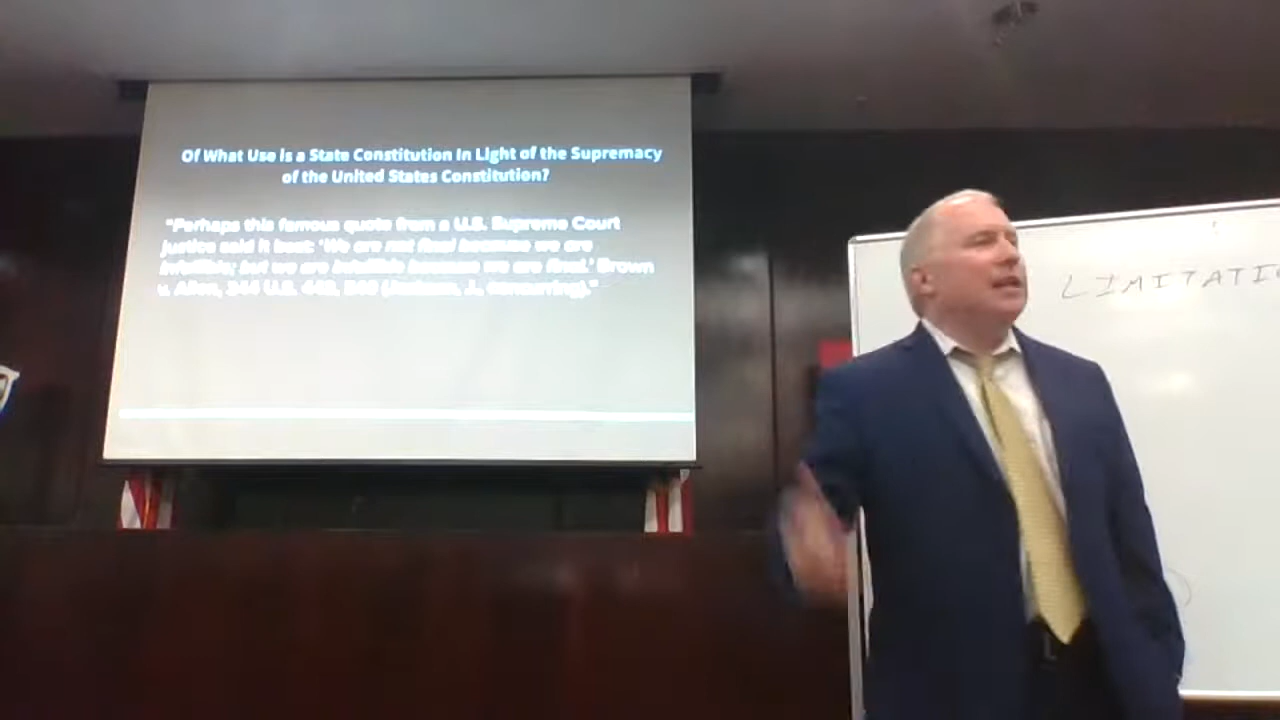 Of What Use is a State Constitution in Light of the Supremacy
of the United States Constitution?
"Perhaps this famous quote from a U.S. Supreme Court
Justice said it best: 'We are not final because we are
infallible; but we are infallible because we are final.' Brown
v. Allen, 344 U.S. 443, 540 (Jackson, J., concurring)."
LIMITATIO